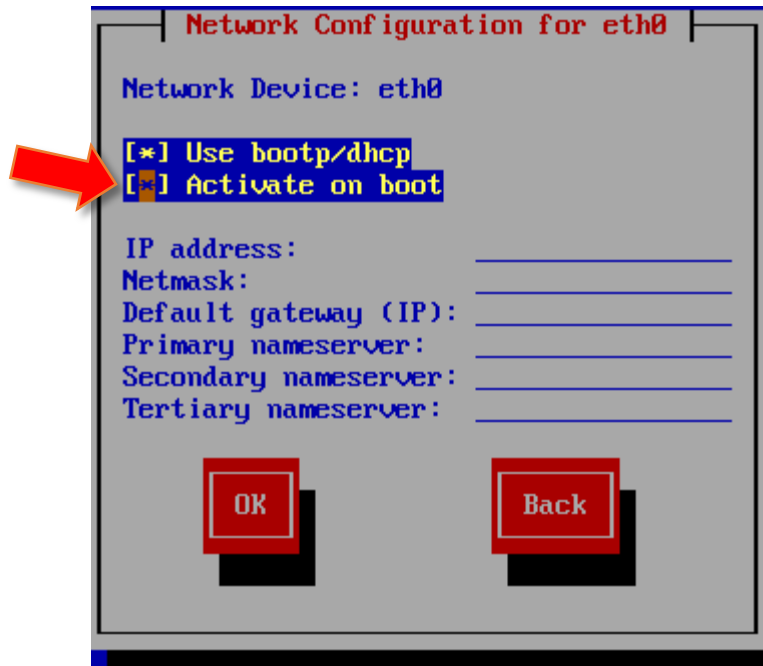 Network Configuration for eth0
Network Device: eth0
[*] Use bootp/dhcp
[*] Activate on boot
IP address:
Netmask:
Default gateway (IP):
Primary nameserver:
Secondary nameserver:
Tertiary nameserver:
OK Back